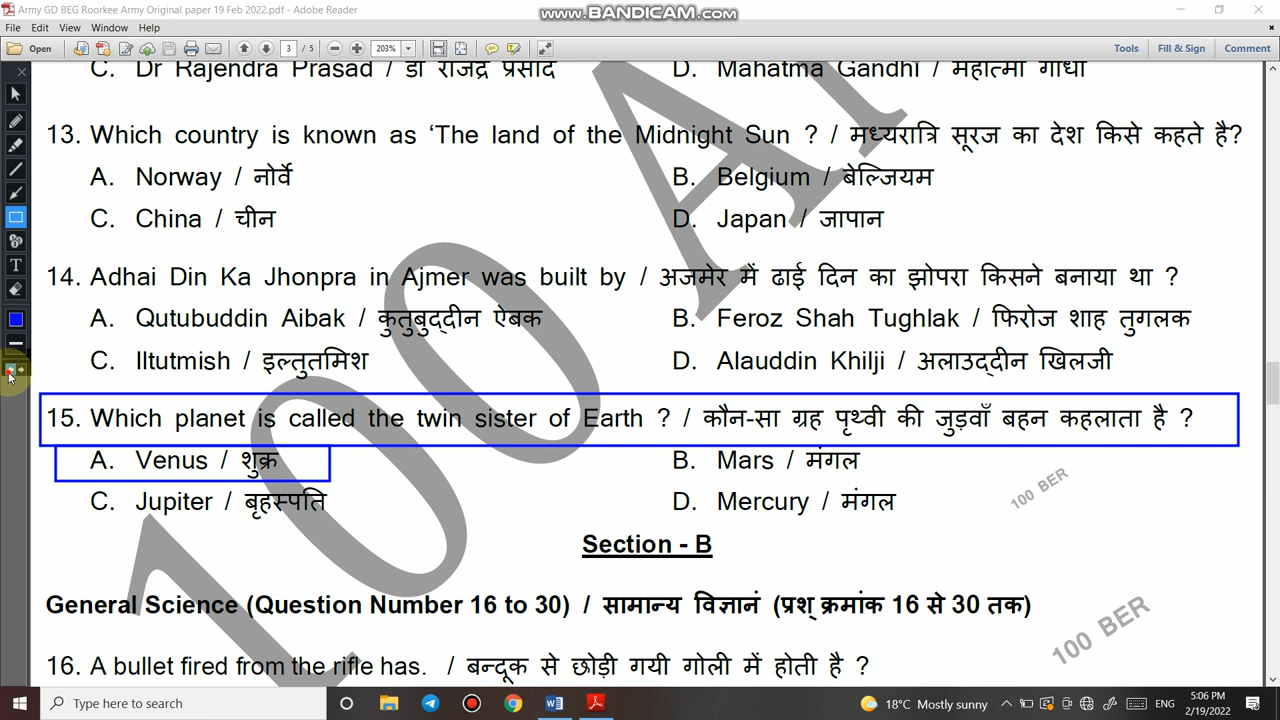 Army GD BEG Roorkee Army Original paper 19 Feb 2022.pdf - Adobe Reader
WWW.BANDICAM.COM
File Edit View Window Help
Open 3 / 5 203% Tools Fill & Sign Comment
C. Dr Rajendra Prasad / डॉ राजेंद्र प्रसाद D. Mahatma Gandhi / महात्मा गांधी
13. Which country is known as ‘The land of the Midnight Sun ? / मध्यरात्रि सूरज का देश किसे कहते है?
A. Norway / नोर्वे B. Belgium / बेल्जियम
C. China / चीन D. Japan / जापान
14. Adhai Din Ka Jhonpra in Ajmer was built by / अजमेर में ढाई दिन का झोपरा किसने बनाया था ?
A. Qutubuddin Aibak / कुतुबुद्दीन ऐबक B. Feroz Shah Tughlak / फिरोज शाह तुगलक
C. Iltutmish / इल्तुतमिश D. Alauddin Khilji / अलाउद्दीन खिलजी
15. Which planet is called the twin sister of Earth ? / कौन-सा ग्रह पृथ्वी की जुड़वाँ बहन कहलाता है ?
A. Venus / शुक्र B. Mars / मंगल
C. Jupiter / बृहस्पति D. Mercury / मंगल
100 BER
Section - B
General Science (Question Number 16 to 30) / सामान्य विज्ञानं (प्रश् क्रमांक 16 से 30 तक)
100 BER
16. A bullet fired from the rifle has. / बन्दूक से छोड़ी गयी गोली में होती है ?
Type here to search 18°C Mostly sunny ENG 5:06 PM
2/19/2022